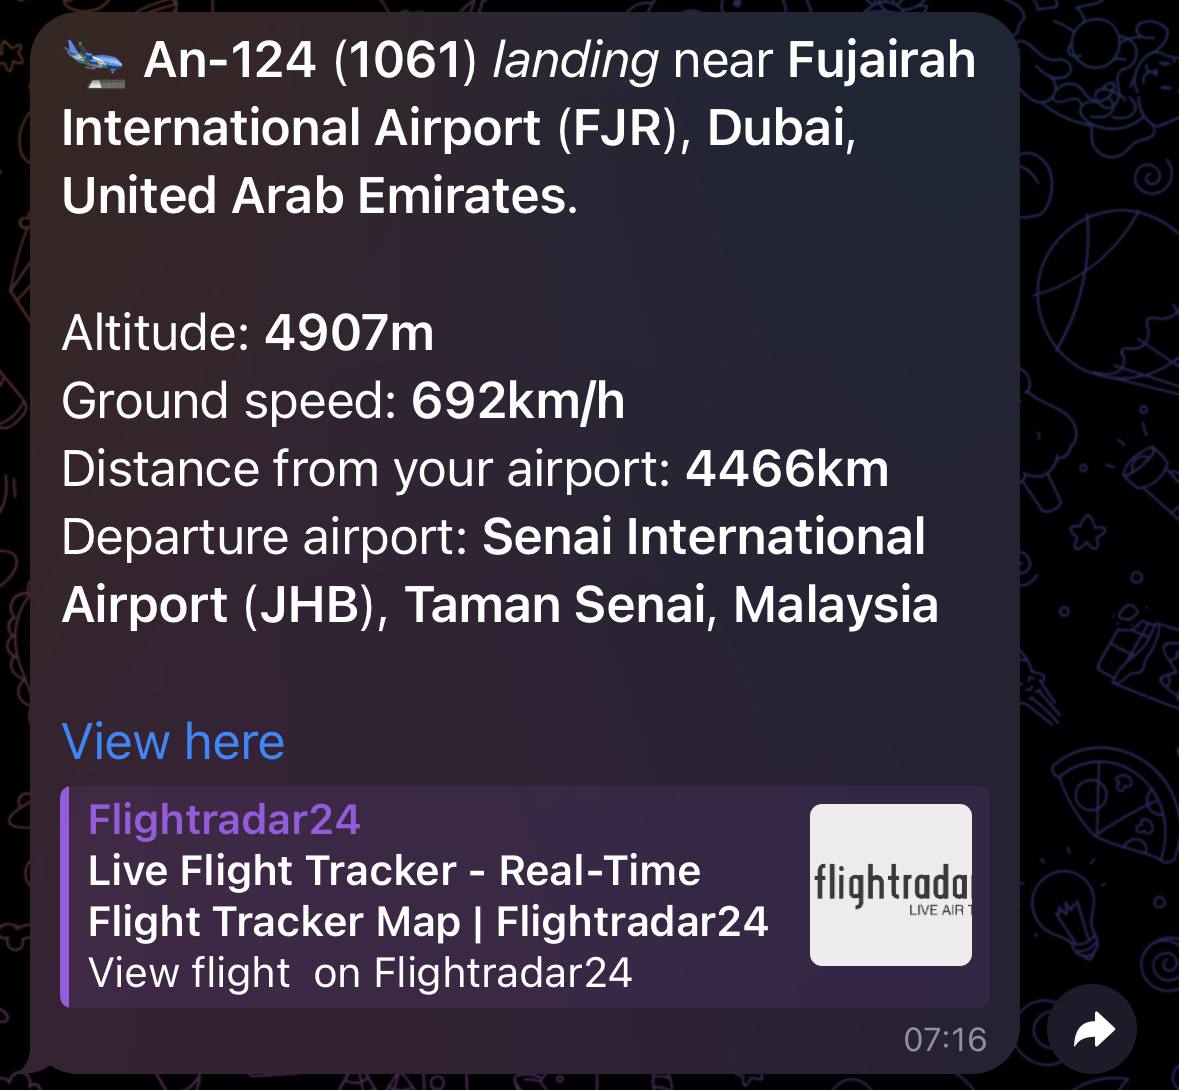 An-124 (1061) landing near Fujairah
International Airport (FJR), Dubai,
United Arab Emirates.
Altitude: 4907m
Ground speed: 692km/h
Distance from your airport: 4466km
Departure airport: Senai International
Airport (JHB), Taman Senai, Malaysia
View here
Flightradar24
Live Flight Tracker - Real-Time
Flight Tracker Map | Flightradar24
View flight  on Flightradar24
flightradar
LIVE AIR T
07:16